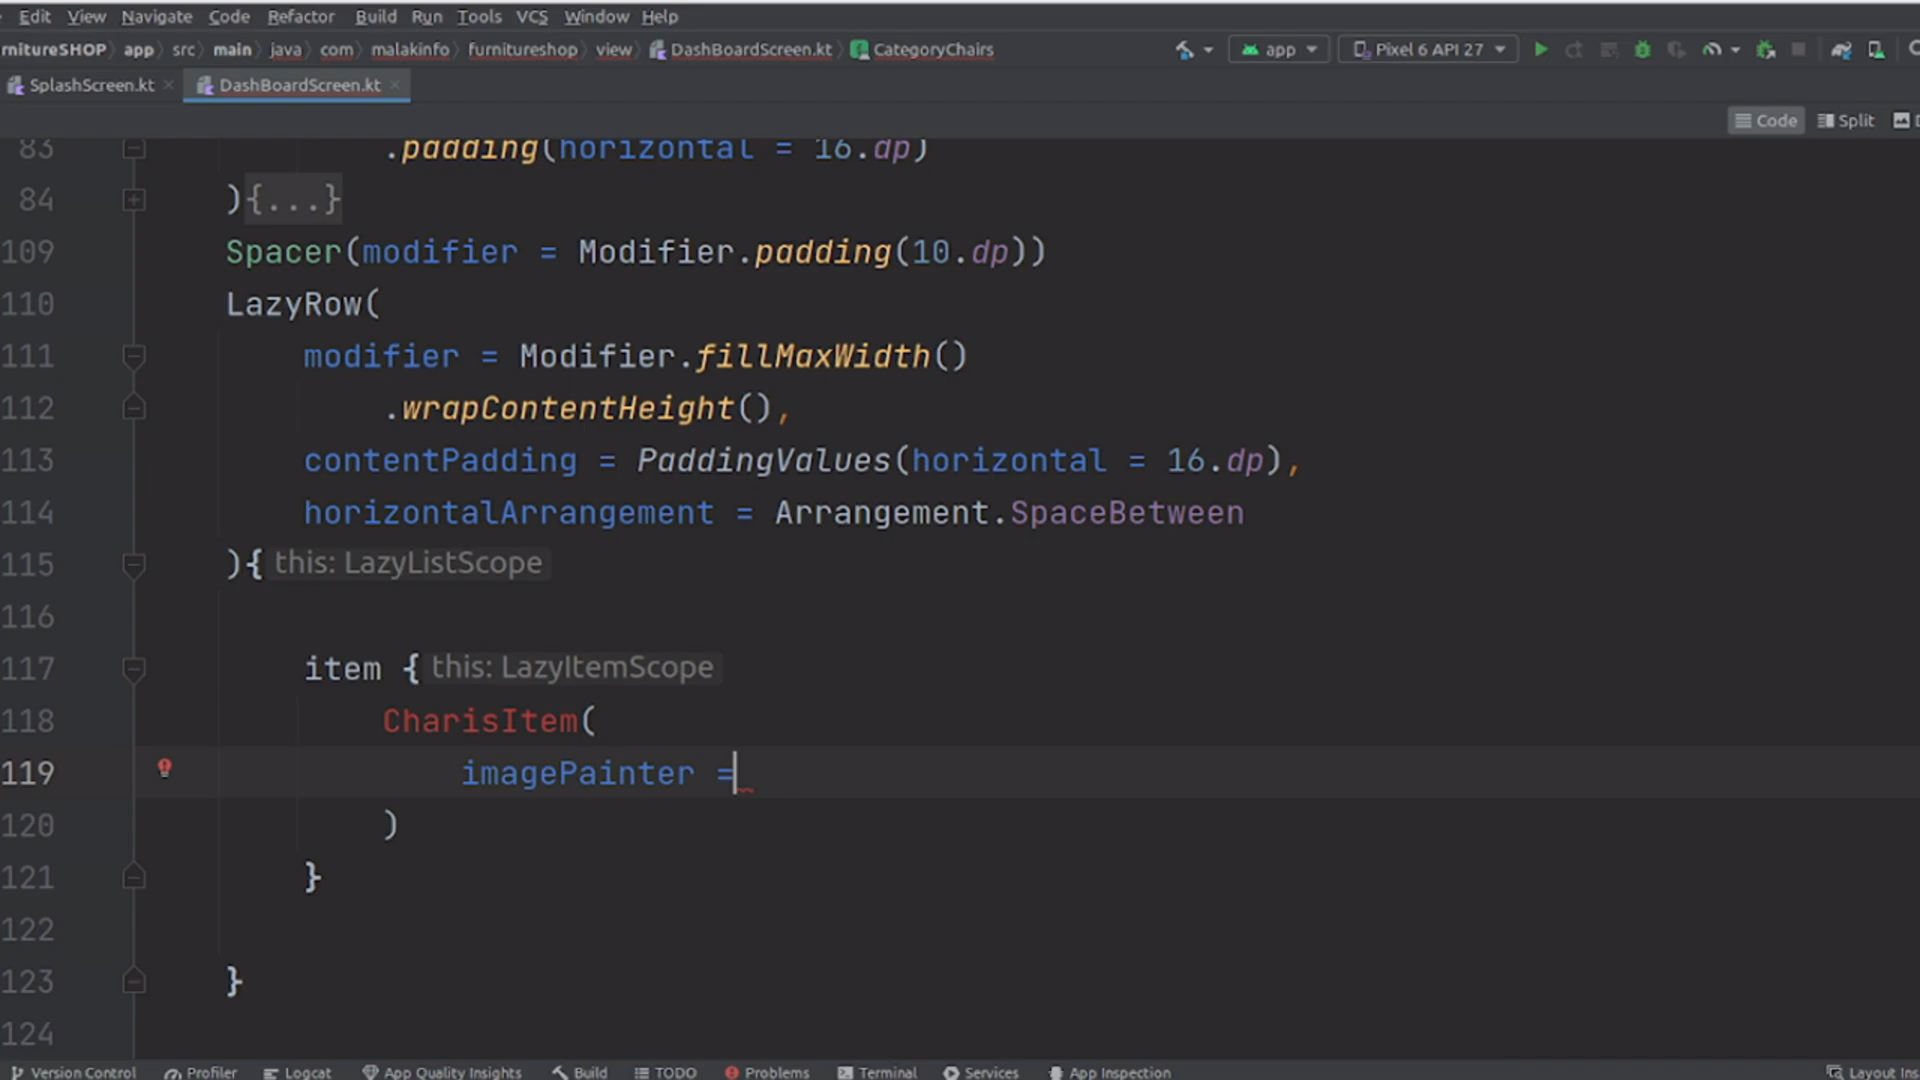 Edit View Navigate Code Refactor Build Run Tools VCS Window Help
rnitureSHOP app src main java com malakinfo furnitureshop view DashBoardScreen.kt CategoryChairs app Pixel 6 API 27
SplashScreen.kt DashBoardScreen.kt
Code Split
83 .padding(horizontal = 16.dp)
84 ){...}
109 Spacer(modifier = Modifier.padding(10.dp))
110 LazyRow(
111 modifier = Modifier.fillMaxWidth()
112 .wrapContentHeight(),
113 contentPadding = PaddingValues(horizontal = 16.dp),
114 horizontalArrangement = Arrangement.SpaceBetween
115 ){ this: LazyListScope
116
117 item { this: LazyItemScope
118 CharisItem(
119 imagePainter =
120 )
121 }
122
123 }
124
Version Control Profiler Logcat App Quality Insights Build TODO Problems Terminal Services App Inspection Layout Ins